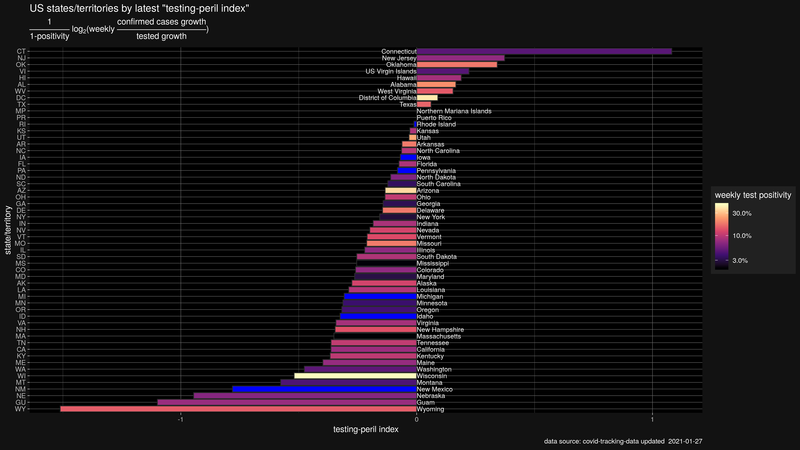 US states/territories by latest "testing-peril index"
1
1-positivity
log2(weekly
confirmed cases growth
tested growth
)
CT Connecticut
NJ New Jersey
OK Oklahoma
VI US Virgin Islands
HI Hawaii
AL Alabama
WV West Virginia
DC District of Columbia
TX Texas
MP Northern Mariana Islands
PR Puerto Rico
RI Rhode Island
KS Kansas
UT Utah
AR Arkansas
NC North Carolina
IA Iowa
FL Florida
PA Pennsylvania
ND North Dakota
SC South Carolina
AZ Arizona
OH Ohio
GA Georgia
DE Delaware
NY New York
IN Indiana
NV Nevada
VT Vermont
MO Missouri
IL Illinois
SD South Dakota
MS Mississippi
CO Colorado
MD Maryland
AK Alaska
LA Louisiana
MI Michigan
MN Minnesota
OR Oregon
ID Idaho
VA Virginia
NH New Hampshire
MA Massachusetts
TN Tennessee
CA California
KY Kentucky
ME Maine
WA Washington
WI Wisconsin
MT Montana
NM New Mexico
NE Nebraska
GU Guam
WY Wyoming
state/territory
-1 0 1
testing-peril index
weekly test positivity
30.0%
10.0%
3.0%
data source: covid-tracking-data updated 2021-01-27